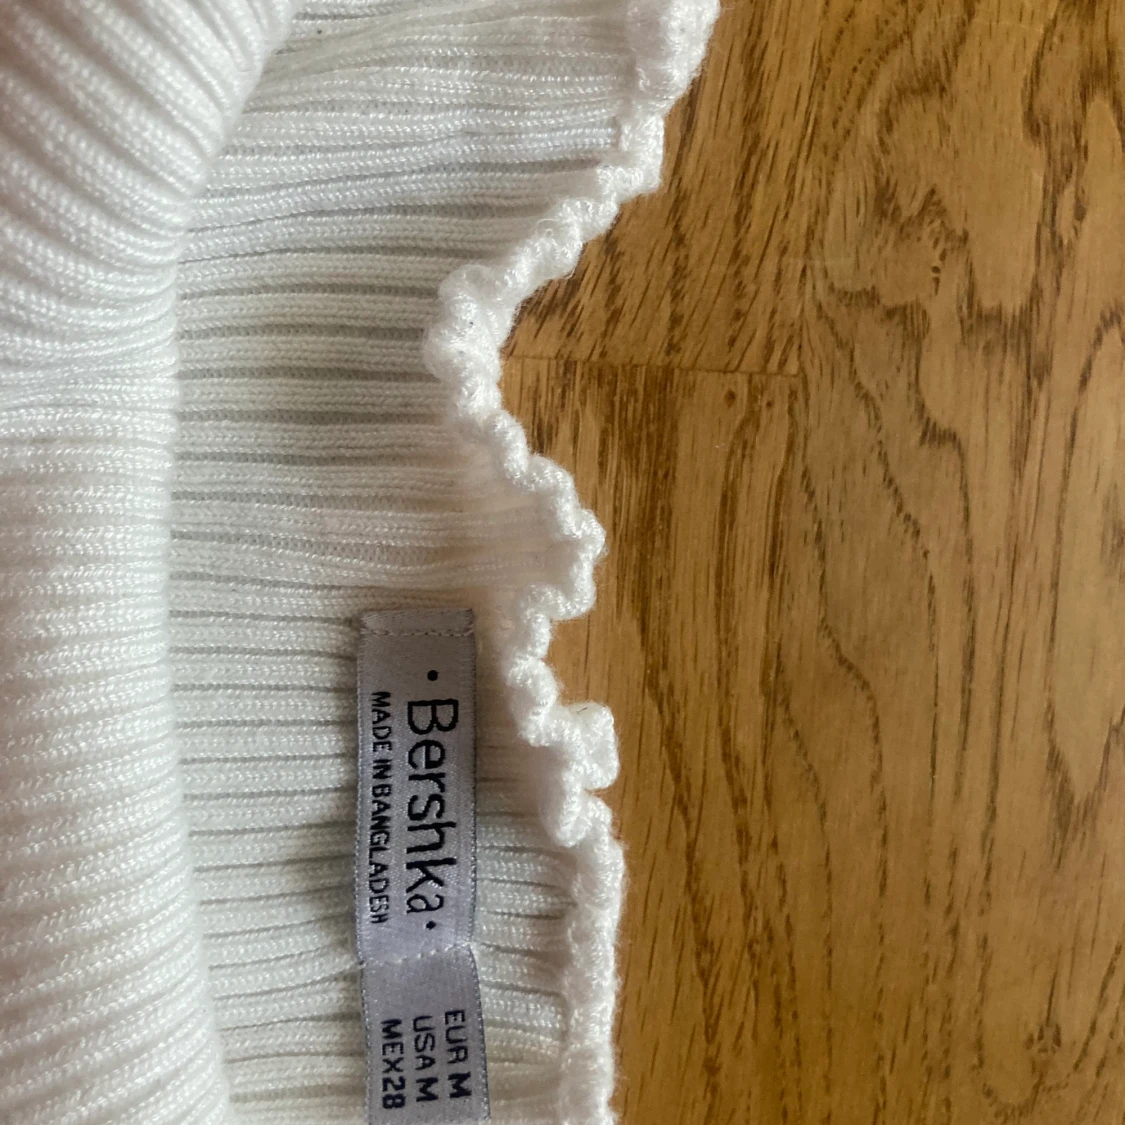 · Bershka ·
MADE IN BANGLADESH
EUR M
USA M
MEX28